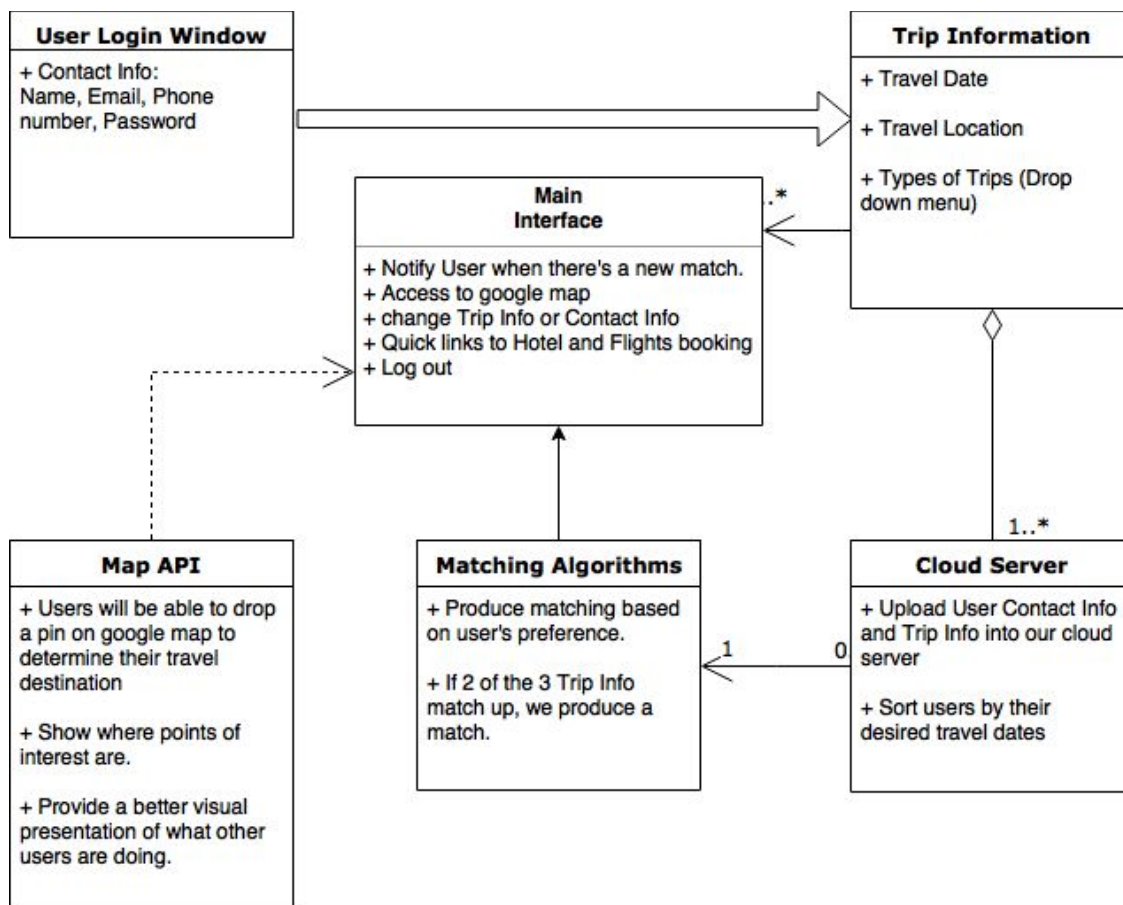 User Login Window
+ Contact Info:
Name, Email, Phone
number, Password
Trip Information
+ Travel Date
+ Travel Location
+ Types of Trips (Drop
down menu)
Main
Interface
..*
+ Notify User when there's a new match.
+ Access to google map
+ change Trip Info or Contact Info
+ Quick links to Hotel and Flights booking
+ Log out
Map API
+ Users will be able to drop
a pin on google map to
determine their travel
destination
+ Show where points of
interest are.
+ Provide a better visual
presentation of what other
users are doing.
Matching Algorithms
+ Produce matching based
on user's preference.
+ If 2 of the 3 Trip Info
match up, we produce a
match.
1
0.
1..*
Cloud Server
+ Upload User Contact Info
and Trip Info into our cloud
server
+ Sort users by their
desired travel dates